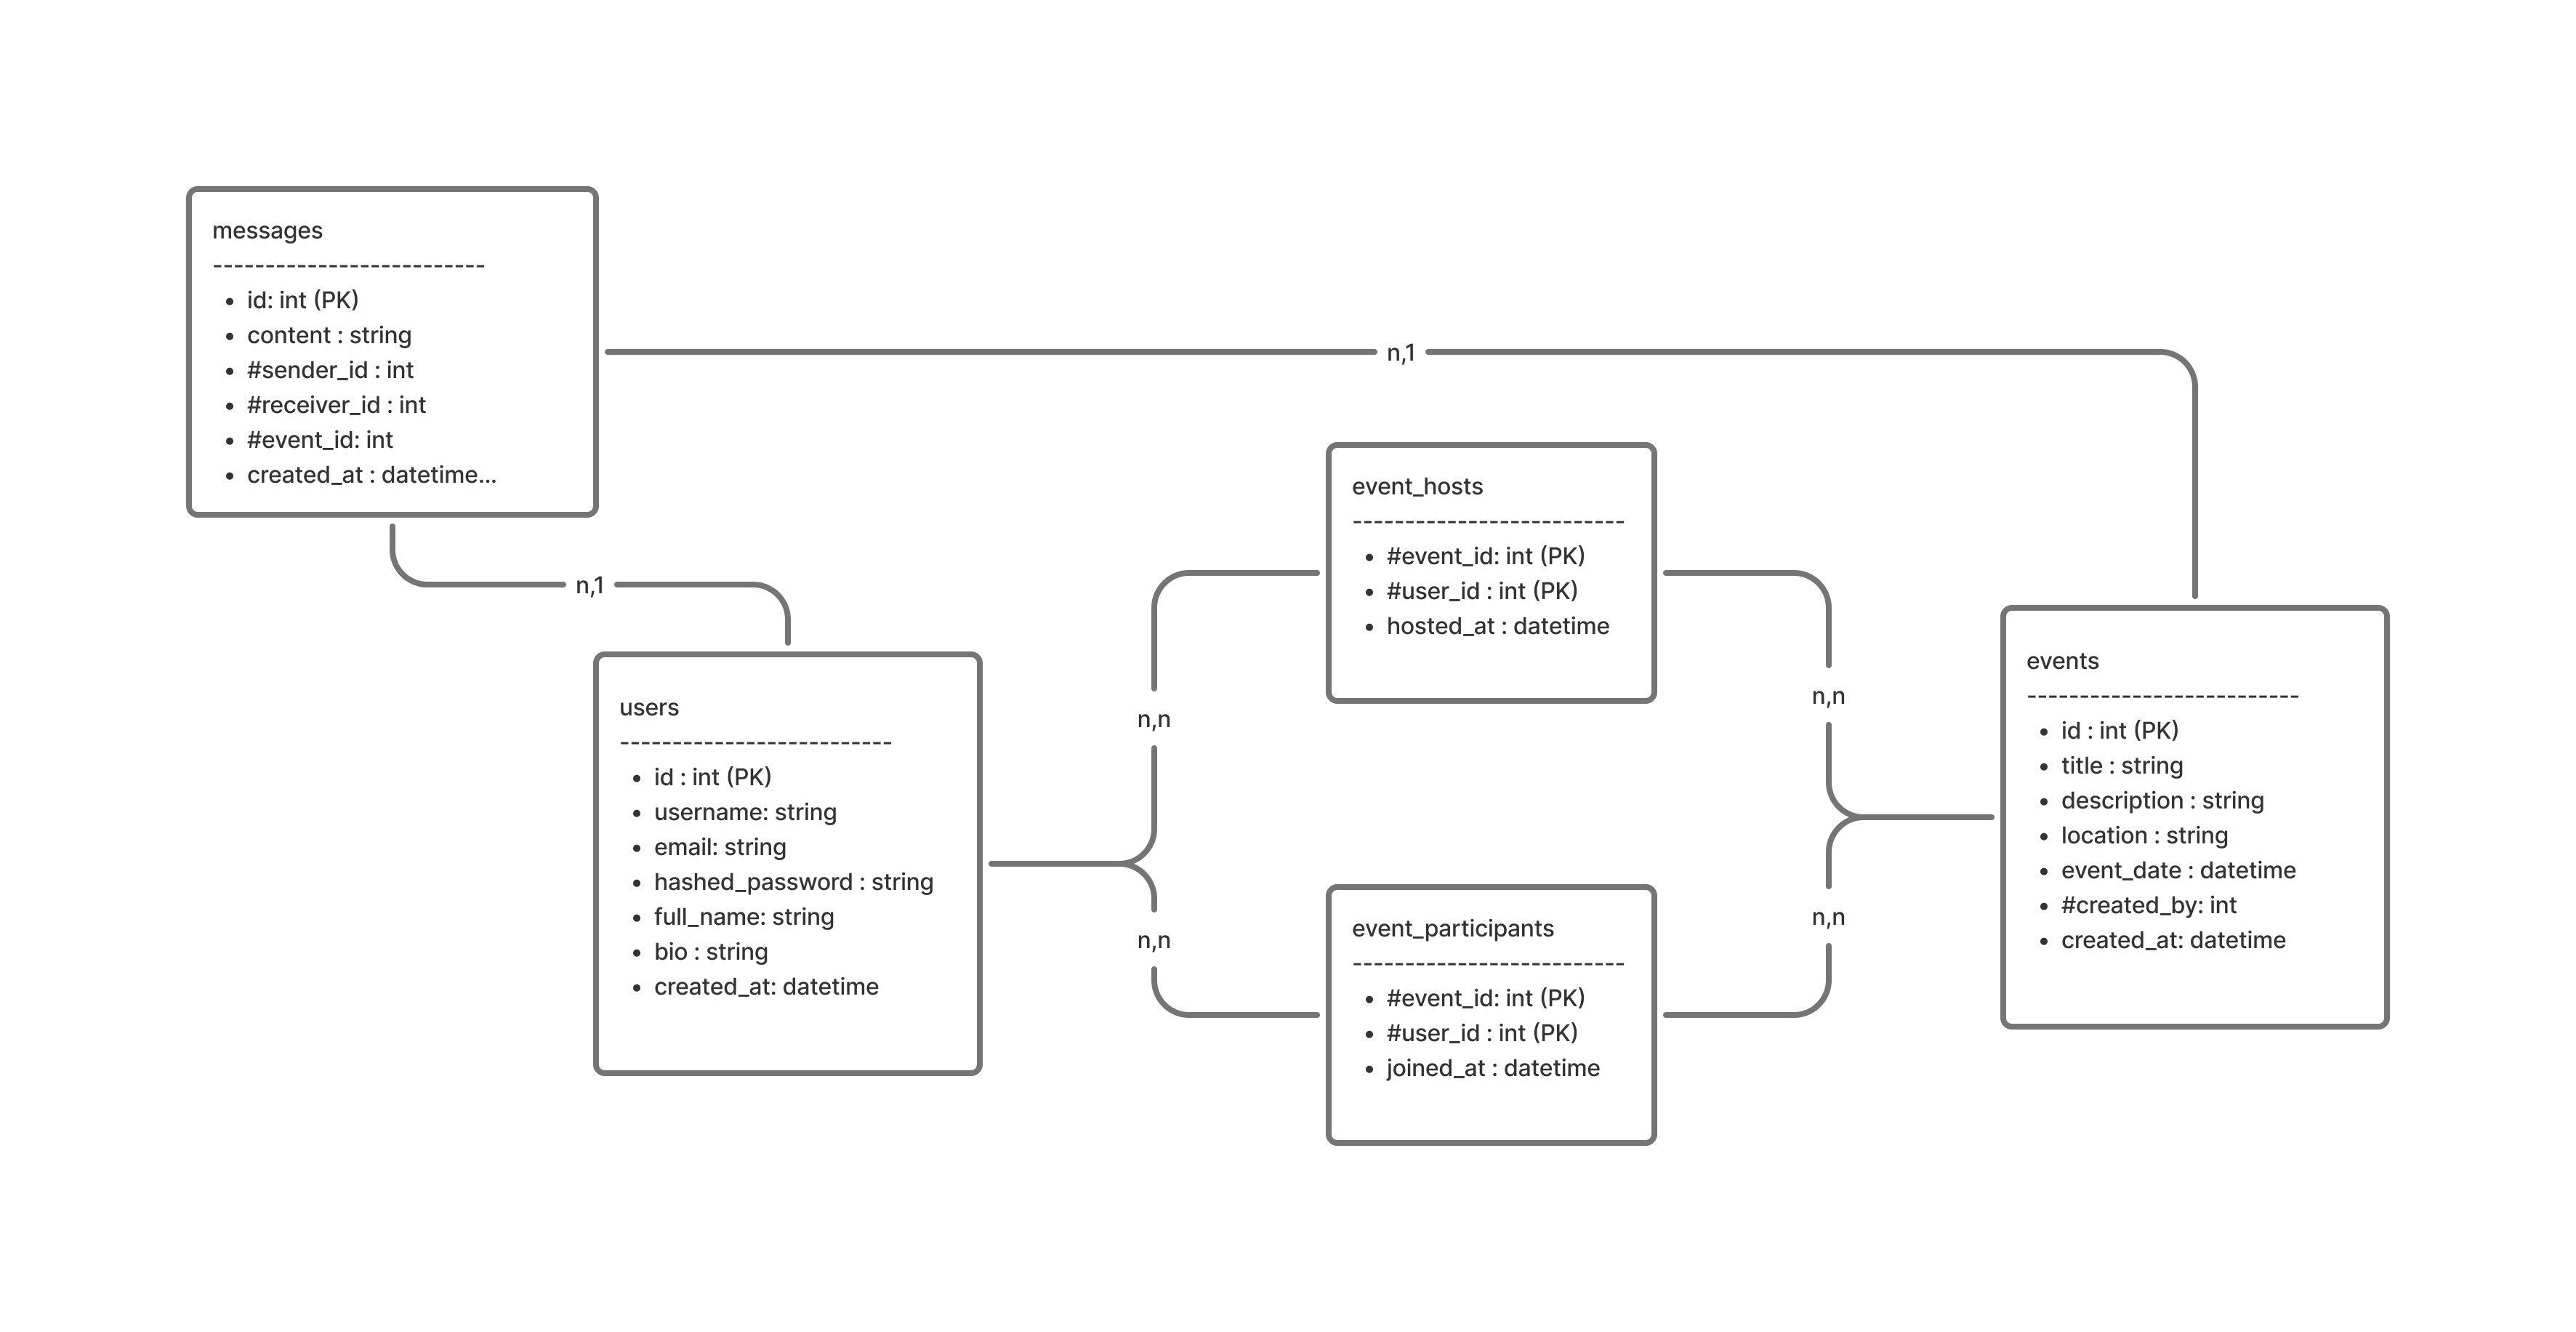 messages
--------------------------
• id: int (PK)
• content : string
• #sender_id : int
• #receiver_id : int
• #event_id: int
• created_at : datetime...
n,1
n,1
users
--------------------------
• id : int (PK)
• username: string
• email: string
• hashed_password : string
• full_name: string
• bio : string
• created_at: datetime
n,n
n,n
event_hosts
--------------------------
• #event_id: int (PK)
• #user_id : int (PK)
• hosted_at : datetime
event_participants
--------------------------
• #event_id: int (PK)
• #user_id : int (PK)
• joined_at : datetime
n,n
n,n
events
--------------------------
• id : int (PK)
• title : string
• description : string
• location : string
• event_date : datetime
• #created_by: int
• created_at: datetime